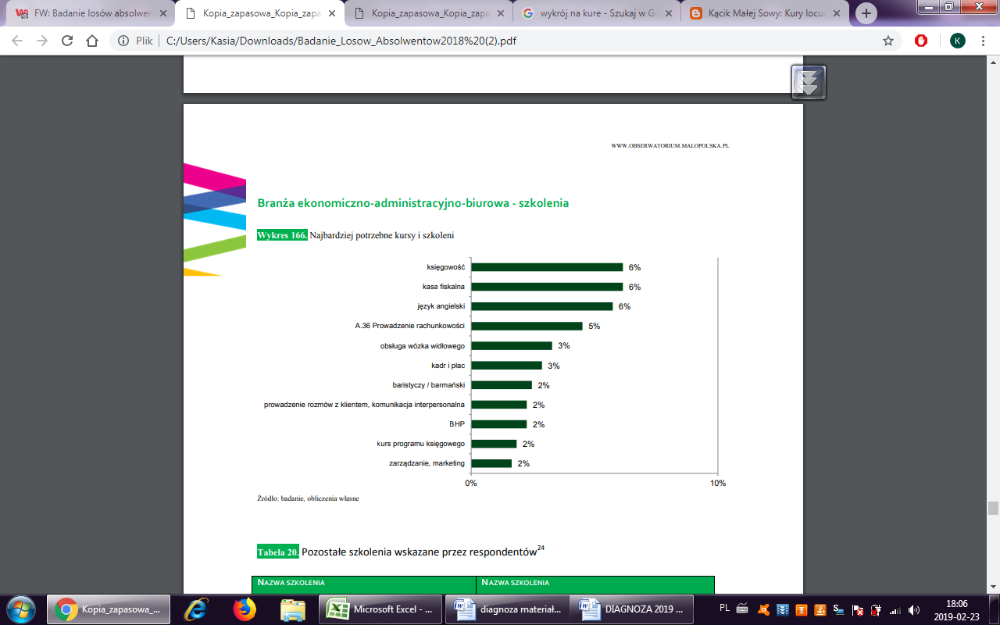 FW: Badanie losów absolwen
Kopia_zapasowa_Kopia_zapa
Kopia_zapasowa_Kopia_zapa
wykrój na kure - Szukaj w Go
Kącik Małej Sowy: Kury locur
Plik
C:/Users/Kasia/Downloads/Badanie_Losow_Absolwentow2018%20(2).pdf
K
WWW.OBSERWATORIUM.MALOPOLSKA.PL
Branża ekonomiczno-administracyjno-biurowa - szkolenia
Wykres 166. Najbardziej potrzebne kursy i szkoleni
księgowość 6%
kasa fiskalna 6%
język angielski 6%
A.36 Prowadzenie rachunkowości 5%
obsługa wózka widłowego 3%
kadr i płac 3%
baristyczy / barmański 2%
prowadzenie rozmów z klientem, komunikacja interpersonalna 2%
BHP 2%
kurs programu księgowego 2%
zarządzanie, marketing 2%
0% 10%
Źródło: badanie, obliczenia własne
Tabela 20. Pozostałe szkolenia wskazane przez respondentów24
NAZWA SZKOLENIA NAZWA SZKOLENIA
Kopia_zapasowa_...
Microsoft Excel - ...
diagnoza materiał...
DIAGNOZA 2019 ...
PL
18:06
2019-02-23